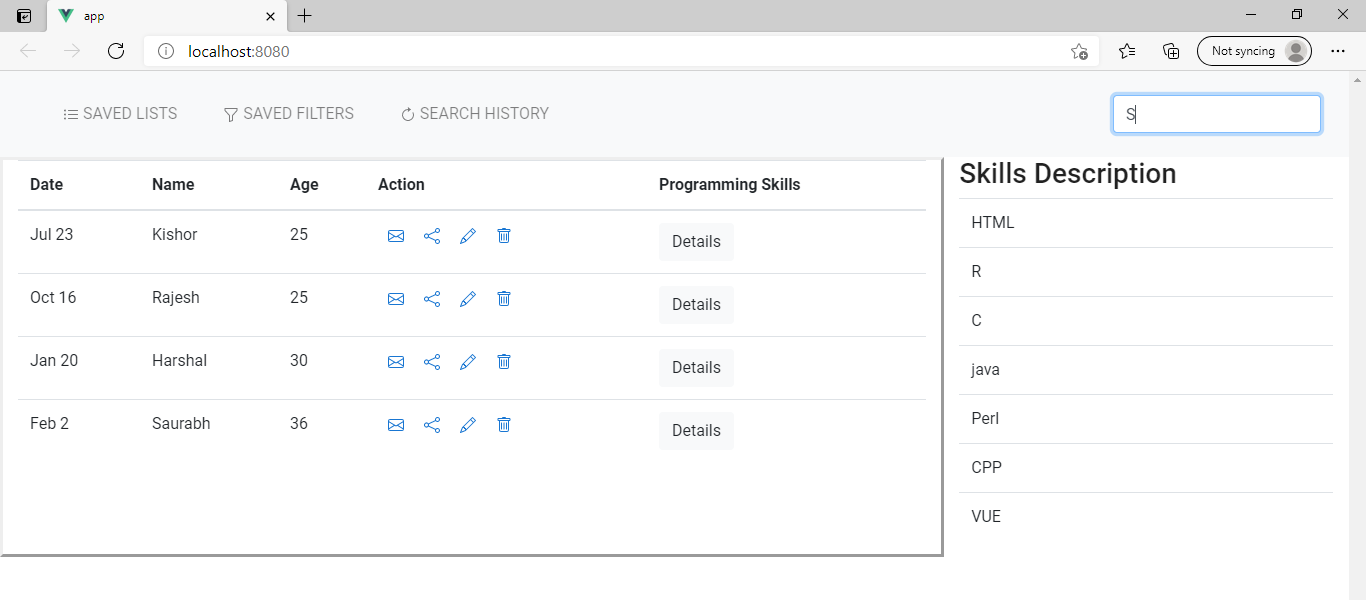 app
localhost:8080
Not syncing
SAVED LISTS SAVED FILTERS SEARCH HISTORY
S
Date Name Age Action Programming Skills
Jul 23 Kishor 25 Details
Oct 16 Rajesh 25 Details
Jan 20 Harshal 30 Details
Feb 2 Saurabh 36 Details
Skills Description
HTML
R
C
java
Perl
CPP
VUE